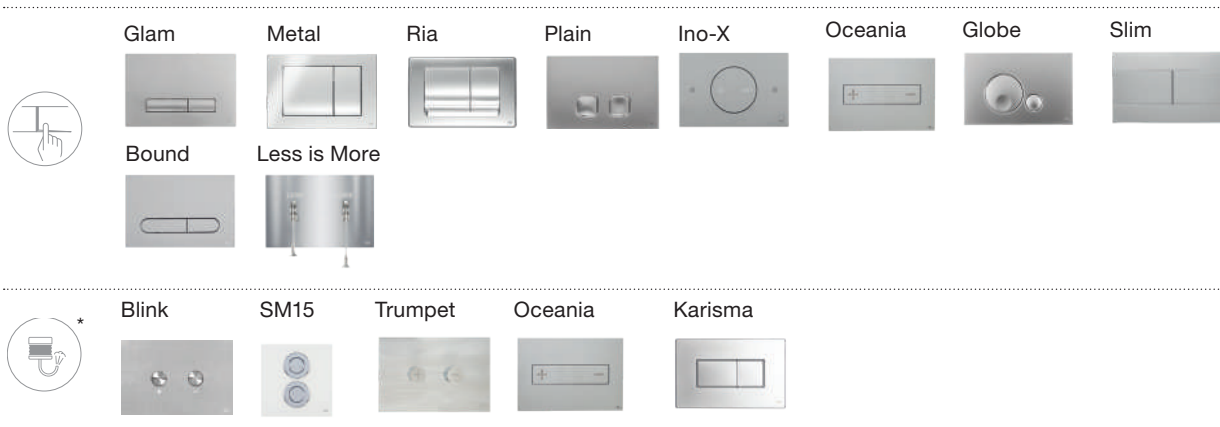 Glam Metal Ria Plain Ino-X Oceania Globe Slim
Bound Less is More
*
Blink SM15 Trumpet Oceania Karisma